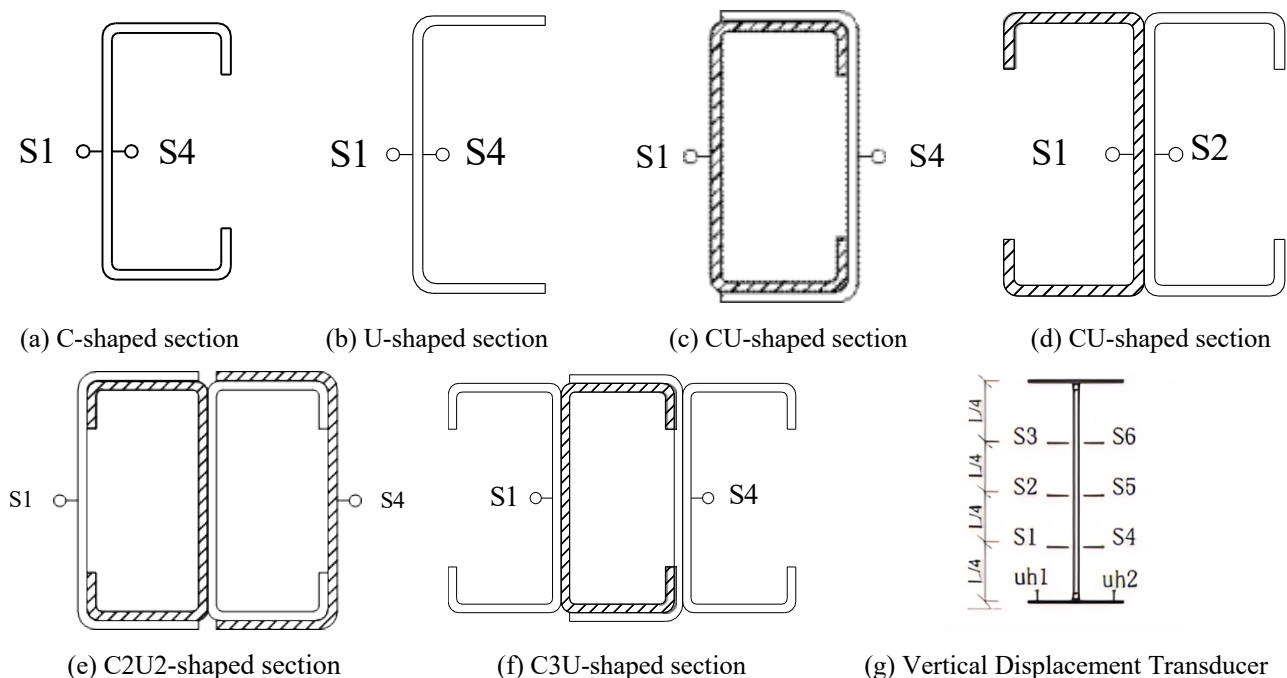 S1 S4
S1 S4
S1 S4
S1 S2
(a) C-shaped section
(b) U-shaped section
(c) CU-shaped section
(d) CU-shaped section
S1 S4
S1 S4
L/4
L/4
L/4
L/4
S3 S6
S2 S5
S1 S4
uh1 uh2
(e) C2U2-shaped section
(f) C3U-shaped section
(g) Vertical Displacement Transducer